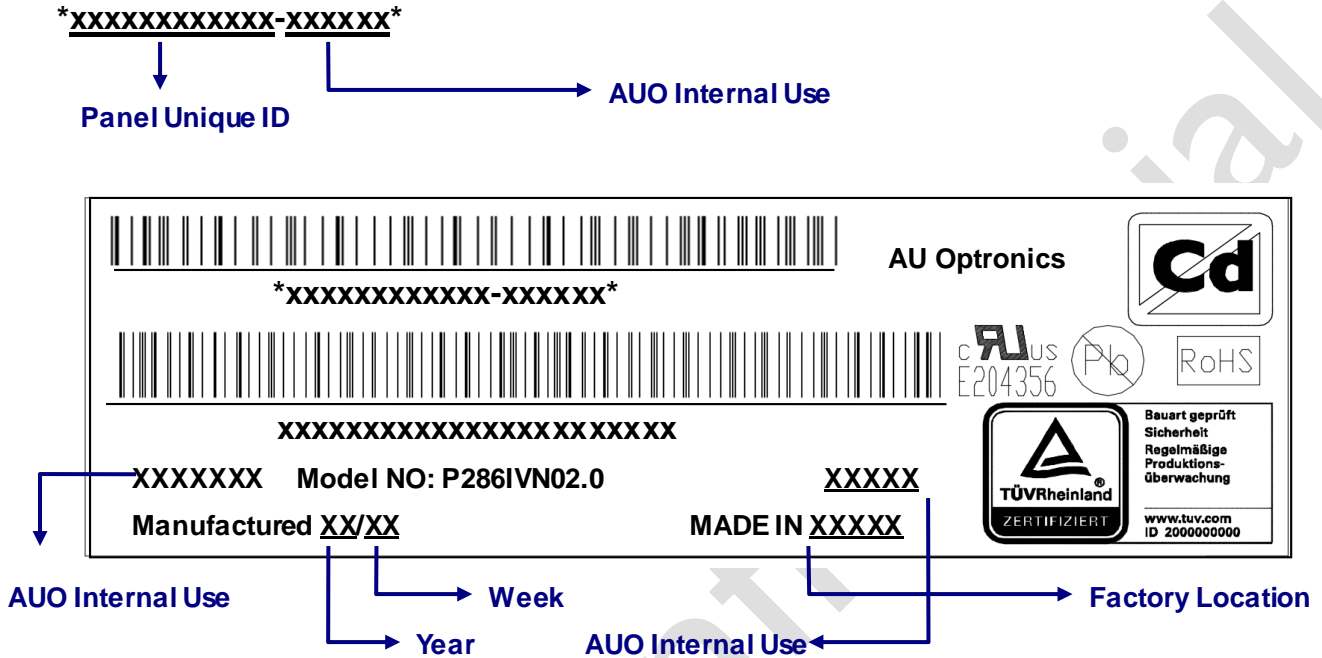 *xxxxxxxxxxxx-xxxxxx*
Panel Unique ID
AUO Internal Use
AU Optronics
Cd
*xxxxxxxxxxxx-xxxxxx*
c RU US
E204356
Pb
RoHS
xxxxxxxxxxxxxxxxxxxxxxx
XXXXXXX Model NO: P286IVN02.0 XXXXX
Manufactured XX/XX MADE IN XXXXX
TÜVRheinland®
ZERTIFIZIERT
Bauart geprüft
Sicherheit
Regelmäßige
Produktions-
überwachung
www.tuv.com
ID 2000000000
AUO Internal Use
Week
Factory Location
Year
AUO Internal Use